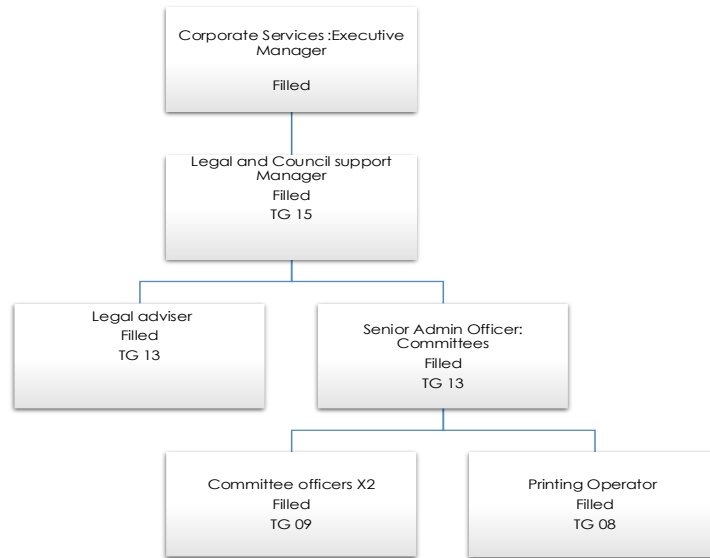 Corporate Services :Executive
Manager
Filled
Legal and Council support
Manager
Filled
TG 15
Legal adviser
Filled
TG 13
Senior Admin Officer:
Committees
Filled
TG 13
Committee officers X2
Filled
TG 09
Printing Operator
Filled
TG 08